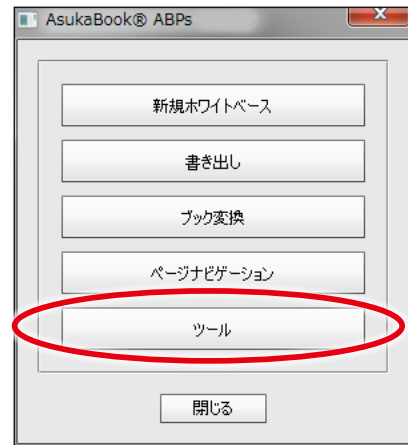 AsukaBook® ABPs
新規ホワイトベース
書き出し
ブック変換
ページナビゲーション
ツール
閉じる